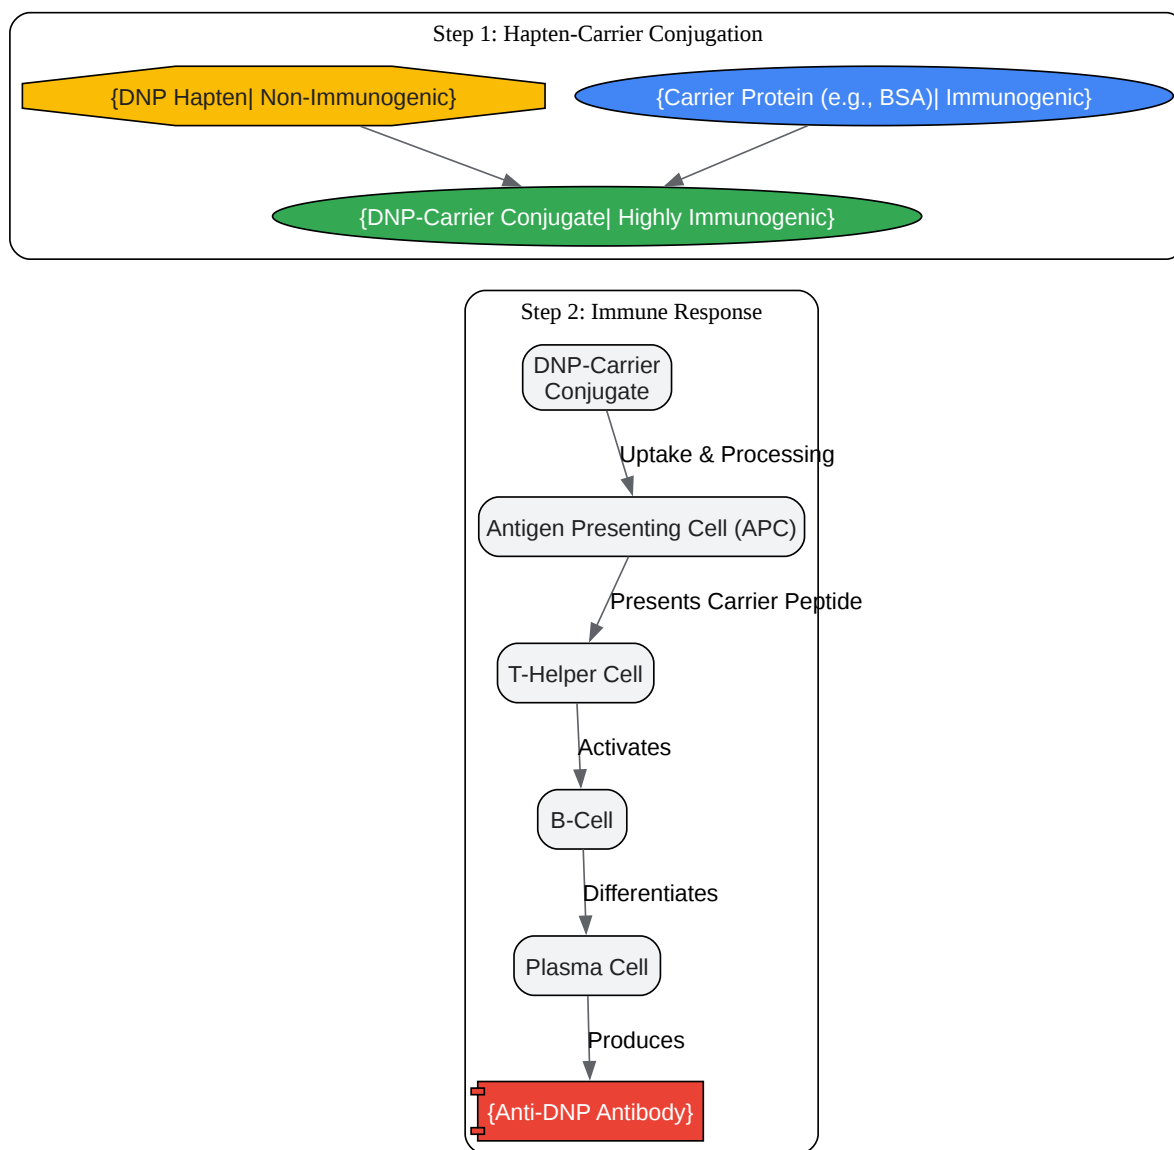 Step 1: Hapten-Carrier Conjugation
{DNP Hapten| Non-Immunogenic}
{Carrier Protein (e.g., BSA)| Immunogenic}
{DNP-Carrier Conjugate| Highly Immunogenic}
Step 2: Immune Response
DNP-Carrier
Conjugate
Uptake & Processing
Antigen Presenting Cell (APC)
Presents Carrier Peptide
T-Helper Cell
Activates
B-Cell
Differentiates
Plasma Cell
Produces
{Anti-DNP Antibody}